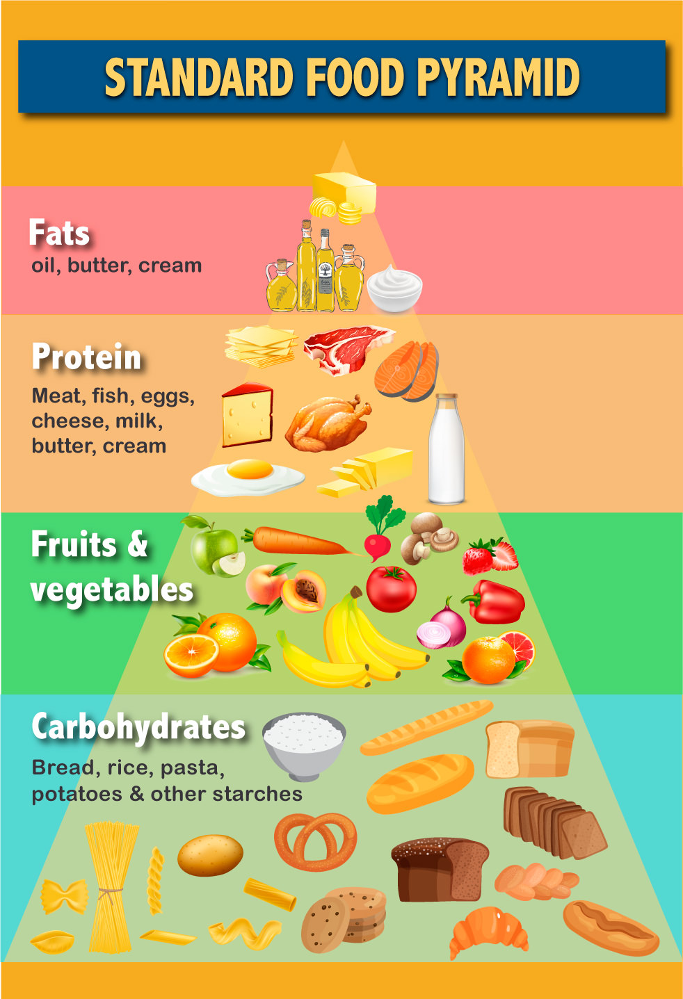 STANDARD FOOD PYRAMID
Fats
oil, butter, cream
Protein
Meat, fish, eggs,
cheese, milk,
butter, cream
Fruits &
vegetables
Carbohydrates
Bread, rice, pasta,
potatoes & other starches